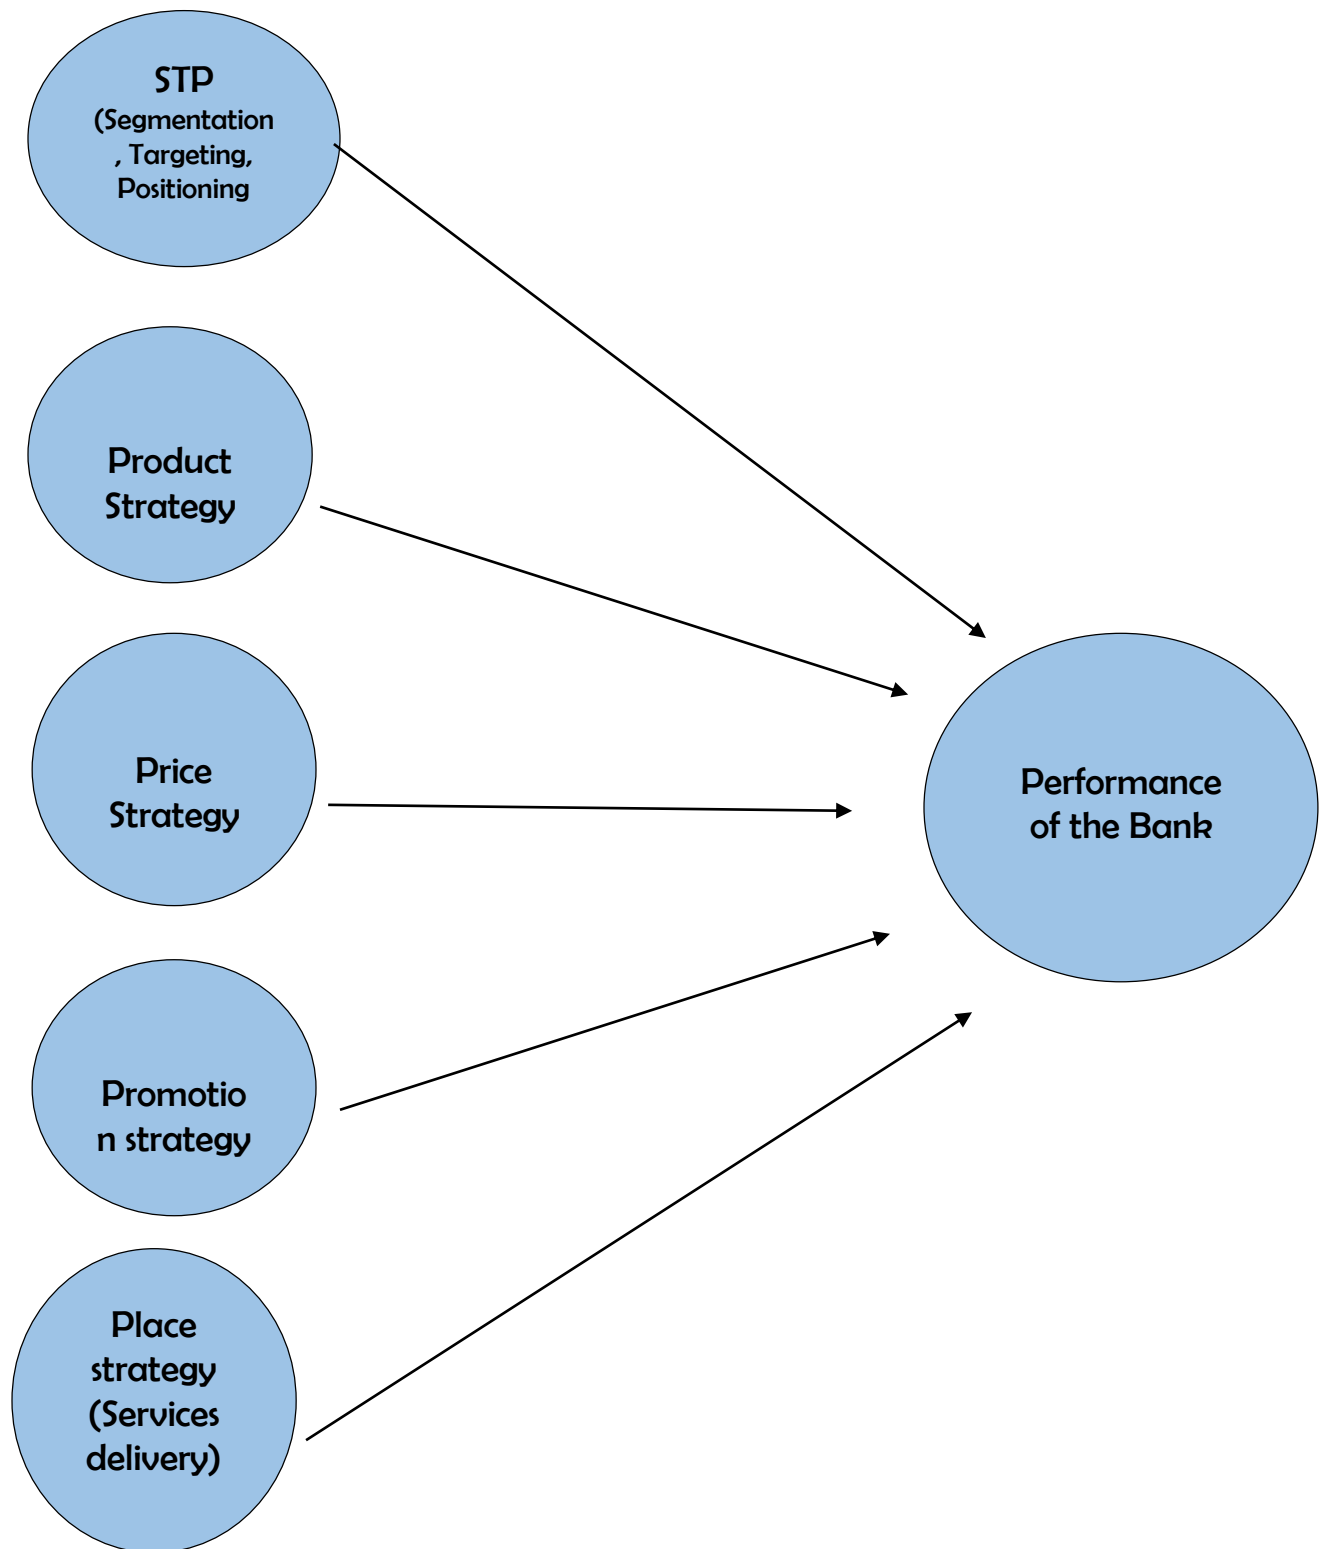 STP
(Segmentation
, Targeting,
Positioning
Product
Strategy
Price
Strategy
Performance
of the Bank
Promotio
n strategy
Place
strategy
(Services
delivery)